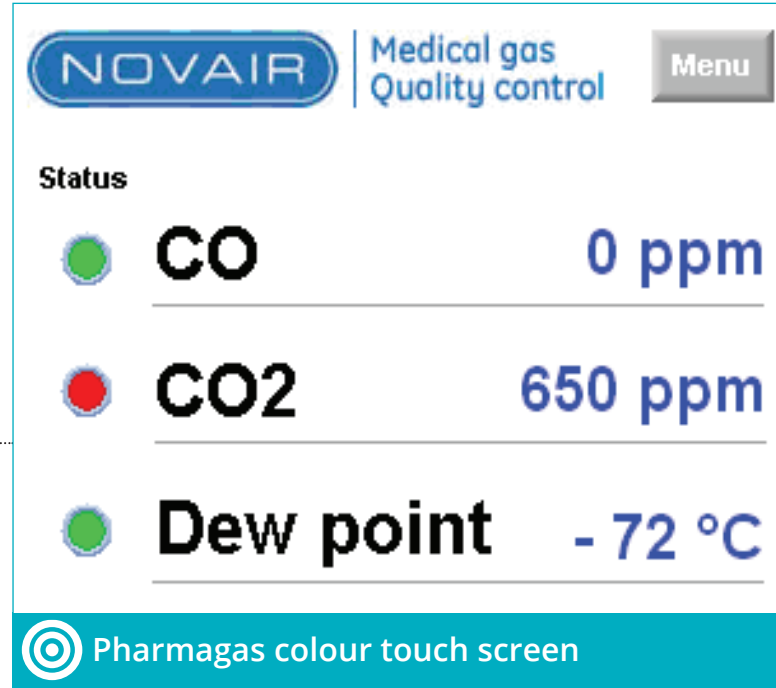 NOVAIR
Medical gas
Quality control
Menu
Status
CO 0 ppm
CO2 650 ppm
Dew point - 72 °C
Pharmagas colour touch screen